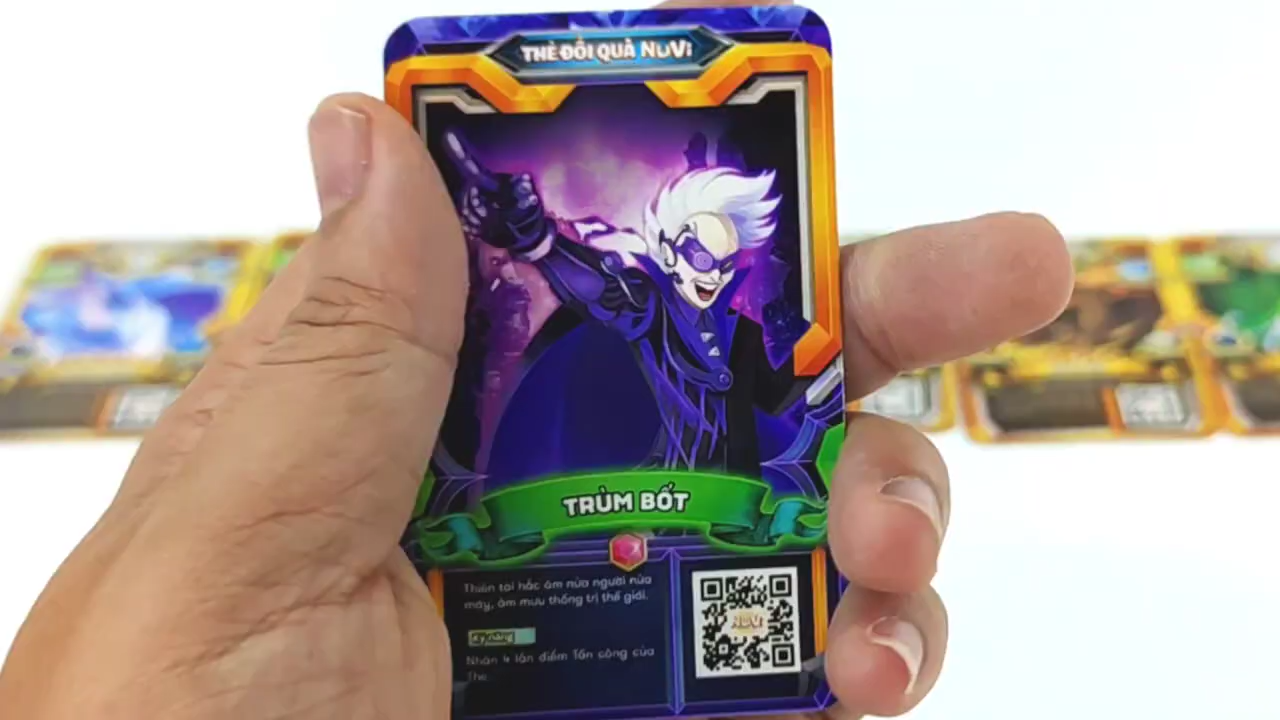 THẺ ĐỔI QUÀ NUVI
TRÙM BỐT
Thiên tài hắc ám nửa người nửa
máy, âm mưu thống trị thế giới.
Kỹ năng
Nhân 4 lần điểm Tấn công của
Thẻ
NUVI